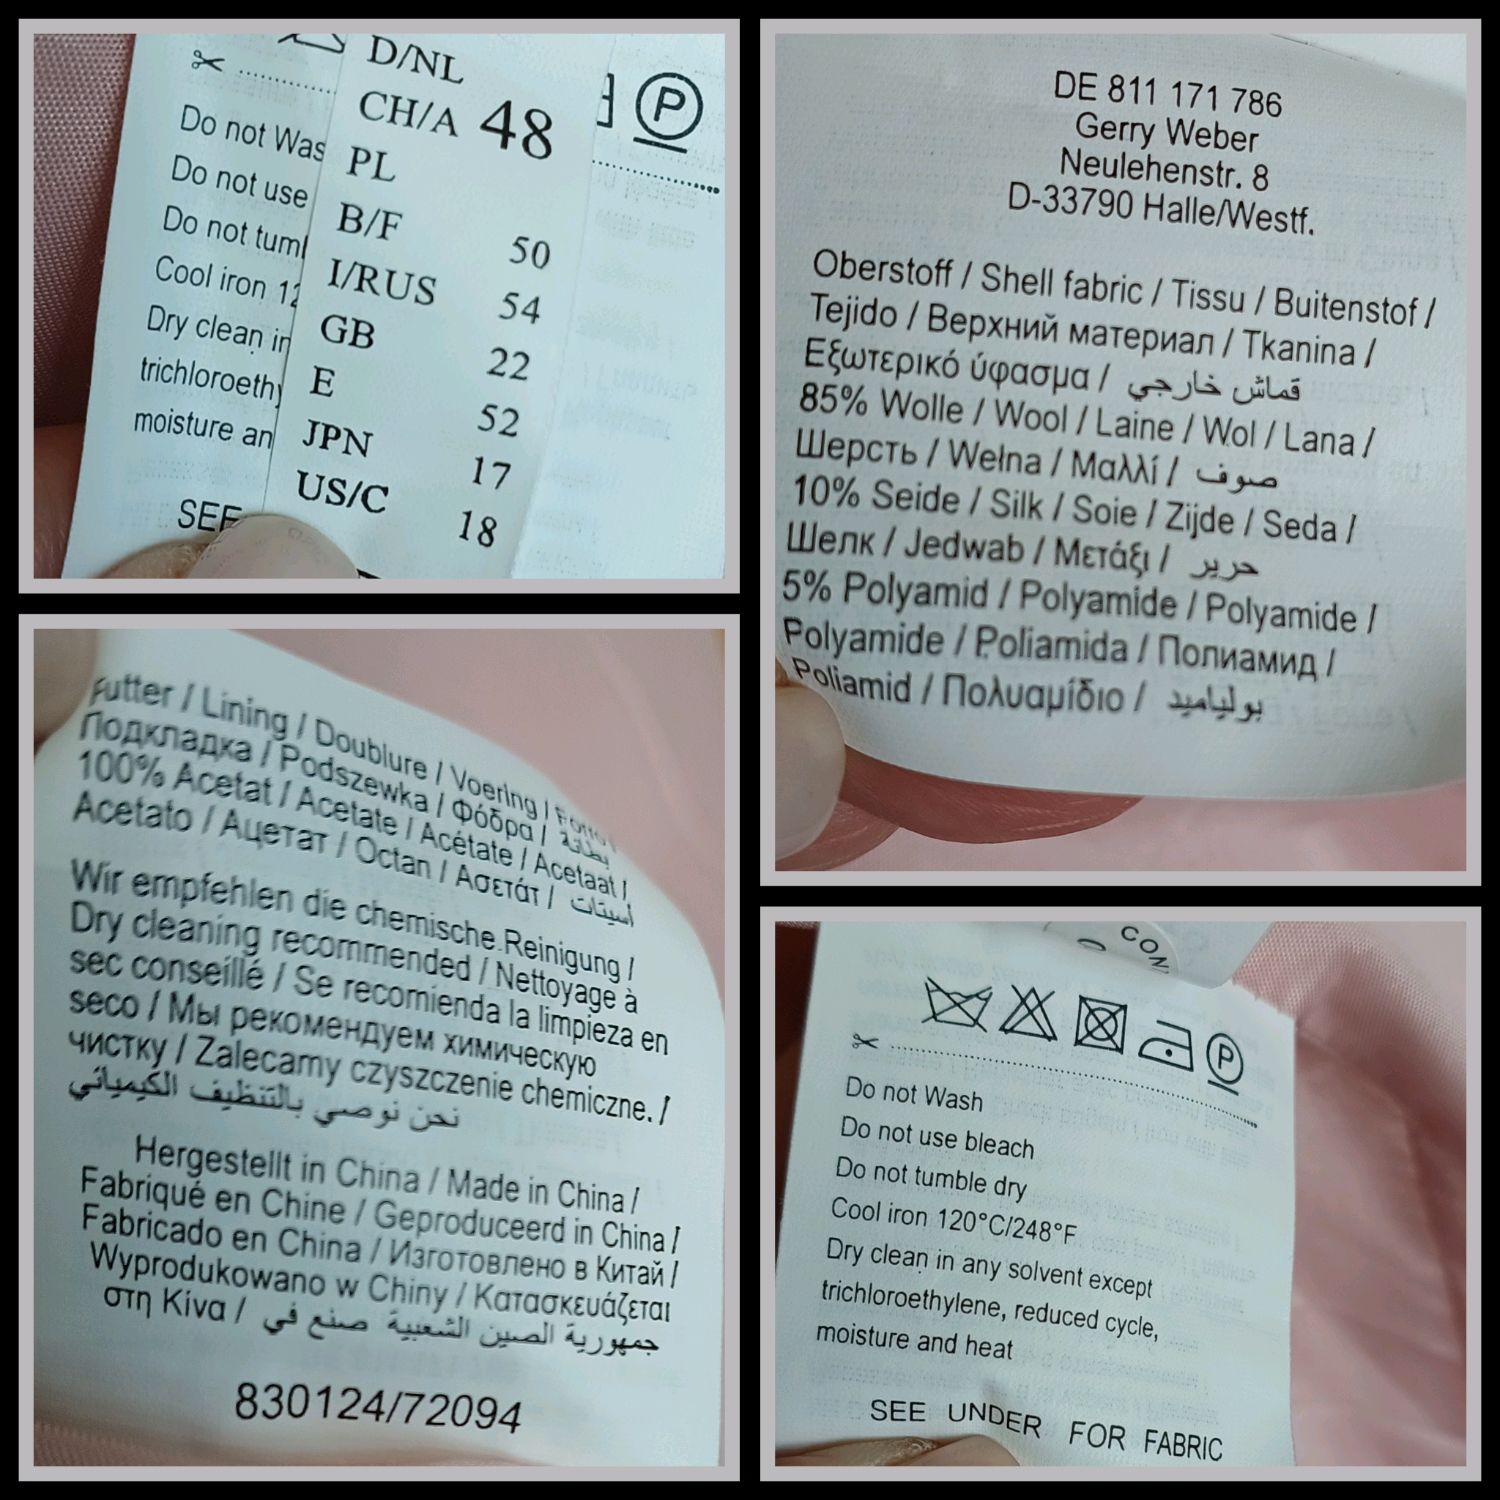 D/NL
CH/A 48
PL
B/F 50
I/RUS 54
GB 22
E 52
JPN 17
US/C 18
Do not Was
Do not use
Do not tuml
Cool iron 12
Dry clean in
trichloroethy
moisture an
SEE
P
DE 811 171 786
Gerry Weber
Neulehenstr. 8
D-33790 Halle/Westf.
Oberstoff / Shell fabric / Tissu / Buitenstof /
Tejido / Верхний материал / Tkanina /
Εξωτερικό ύφασμα / قماش خارجي
85% Wolle / Wool / Laine / Wol / Lana /
Шерсть / Wełna / Μαλλί / صوف
10% Seide / Silk / Soie / Zijde / Seda /
Шелк / Jedwab / Μετάξι / حرير
5% Polyamid / Polyamide / Polyamide /
Polyamide / Poliamida / Полиамид /
Poliamid / Πολυαμίδιο / بولياميد
Futter / Lining / Doublure / Voering /
Подкладка / Podszewka / Φόδρα / بطانة
100% Acetat / Acetate / Acétate / Acetaat /
Acetato / Ацетат / Octan / Ασετάτ / أسيتات
Wir empfehlen die chemische.Reinigung /
Dry cleaning recommended / Nettoyage à
sec conseillé / Se recomienda la limpieza en
seco / Мы рекомендуем химическую
чистку / Zalecamy czyszczenie chemiczne. /
نحن نوصي بالتنظيف الكيميائي
Hergestellt in China / Made in China /
Fabriqué en Chine / Geproduceerd in China /
Fabricado en China / Изготовлено в Китай /
Wyprodukowano w Chiny / Κατασκευάζεται
στη Κίνα / جمهورية الصين الشعبية صنع في
830124/72094
CON
P
Do not Wash
Do not use bleach
Do not tumble dry
Cool iron 120°C/248°F
Dry clean in any solvent except
trichloroethylene, reduced cycle,
moisture and heat
SEE UNDER FOR FABRIC